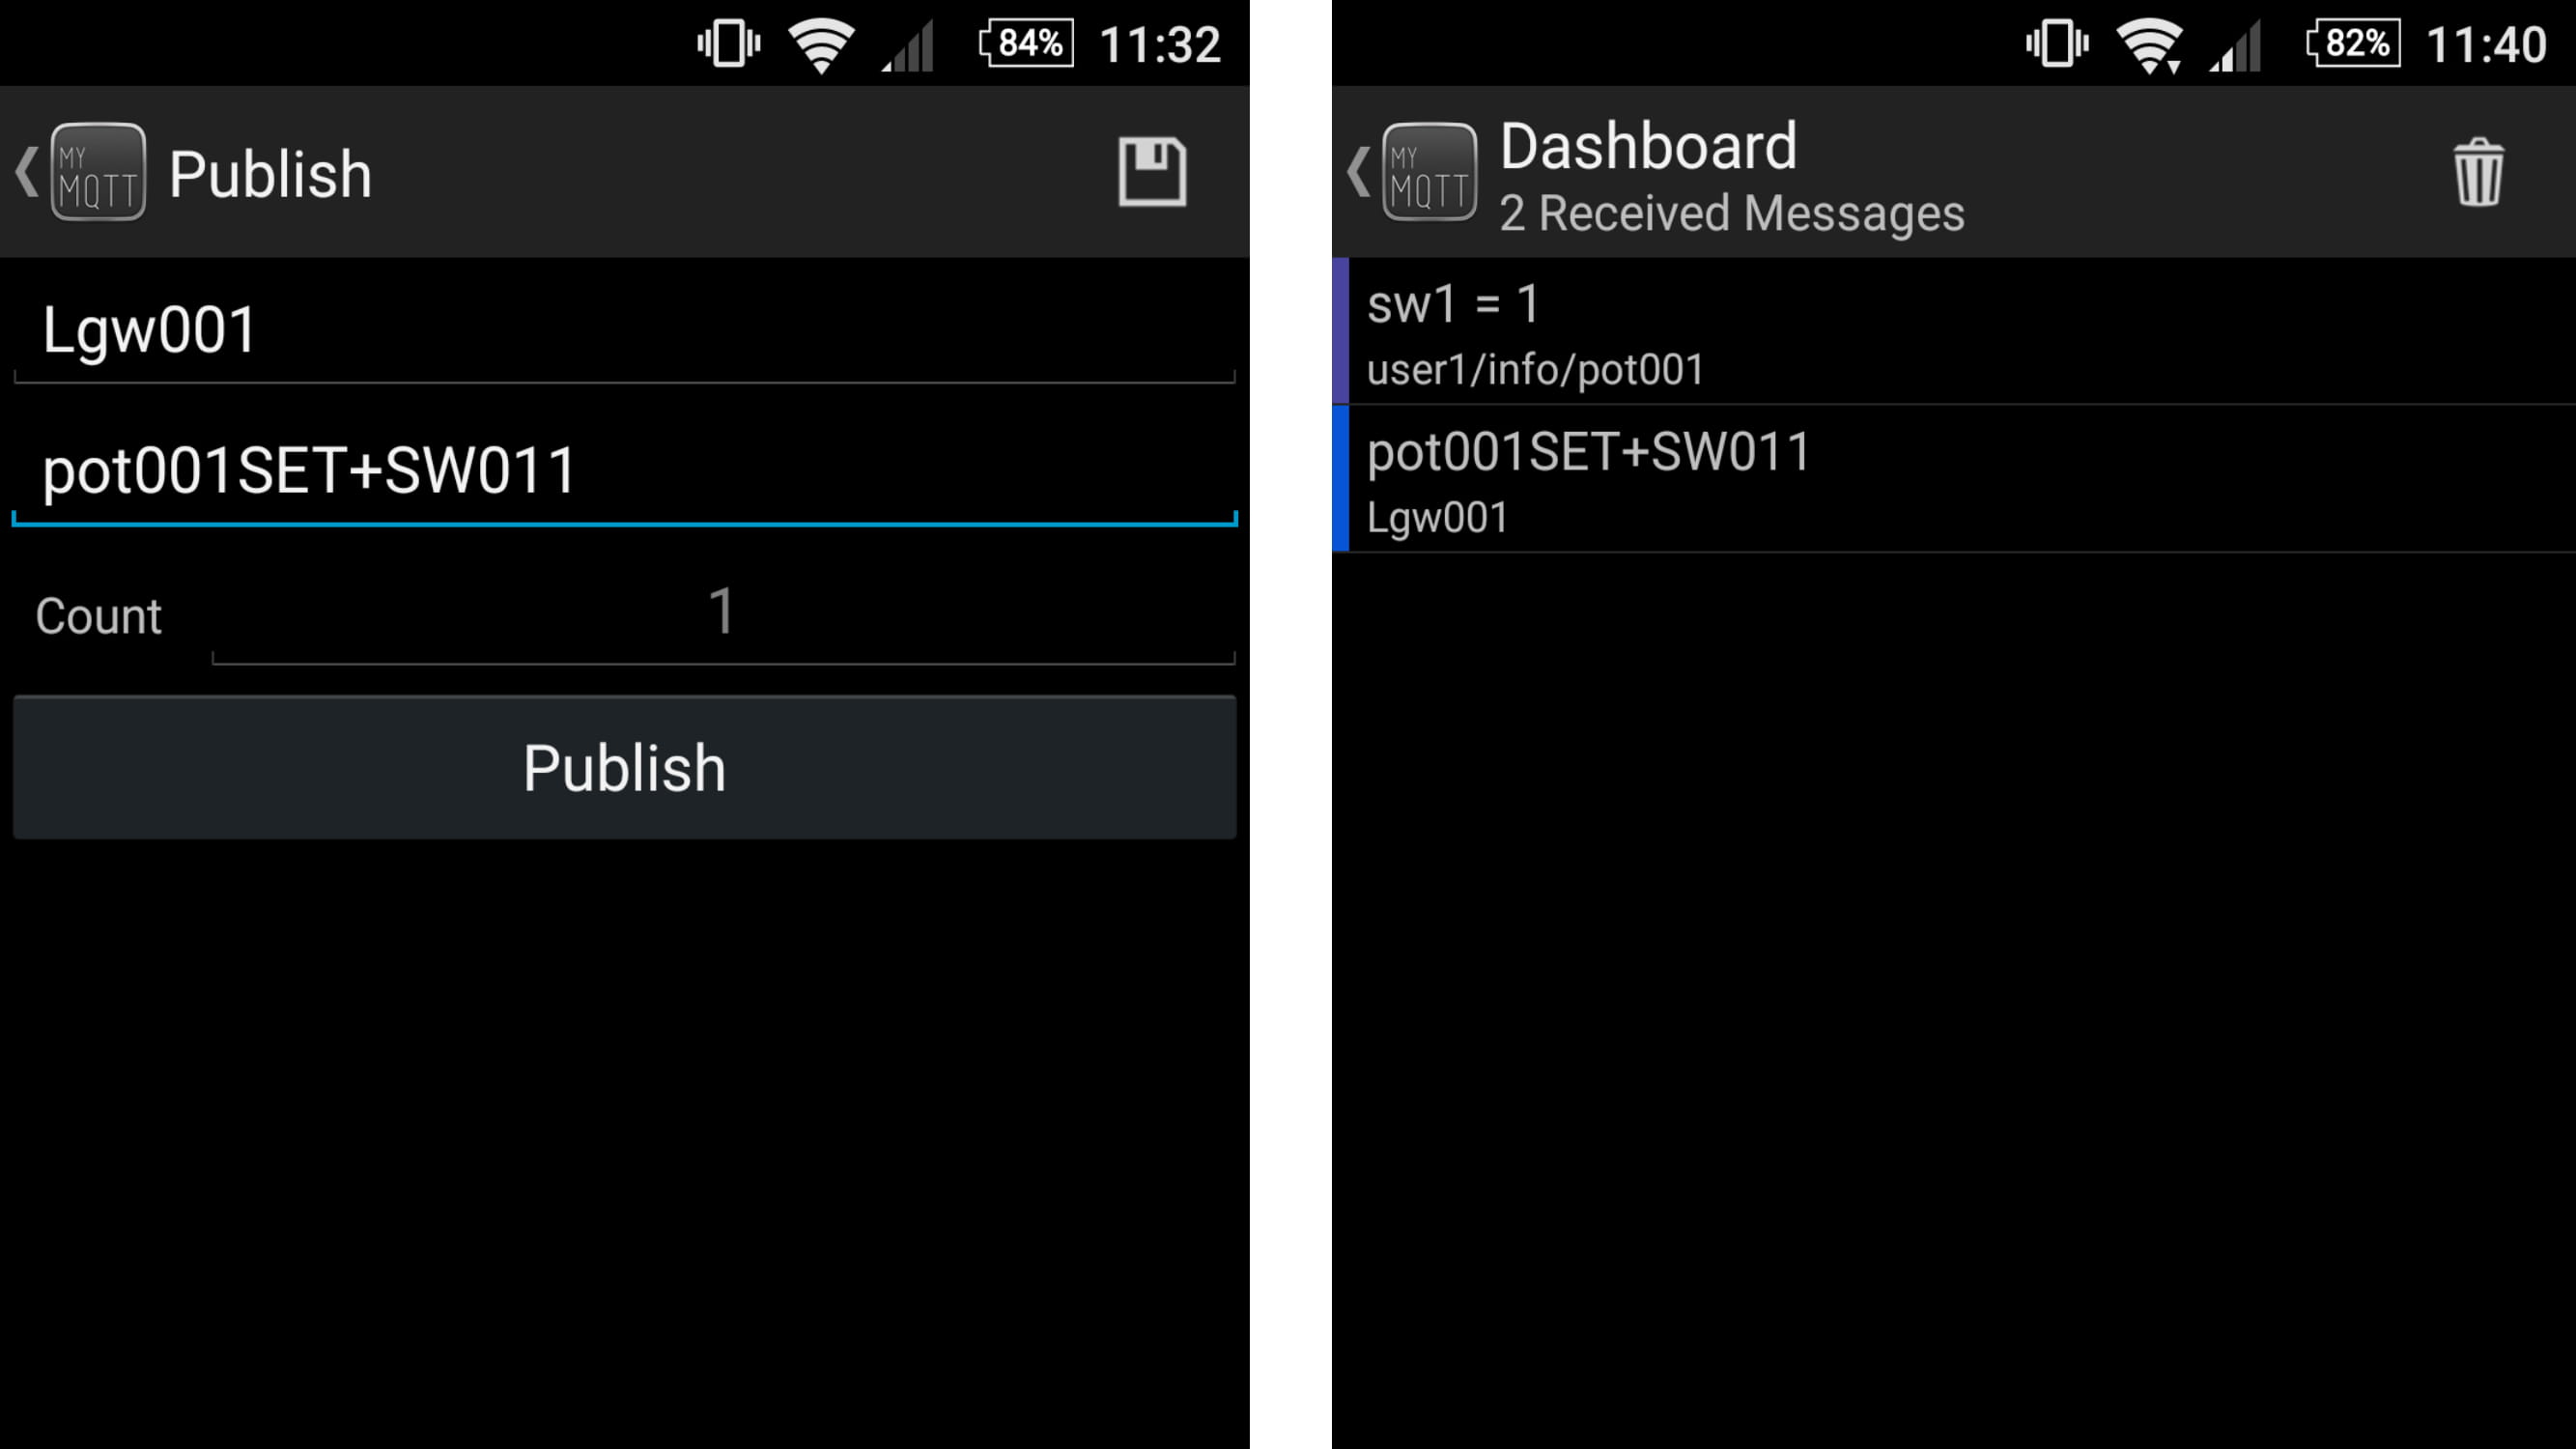 84% 11:32
MY
MQTT
Publish
Lgw001
pot001SET+SW011
Count 1
Publish
82% 11:40
MY
MQTT
Dashboard
2 Received Messages
sw1 = 1
user1/info/pot001
pot001SET+SW011
Lgw001